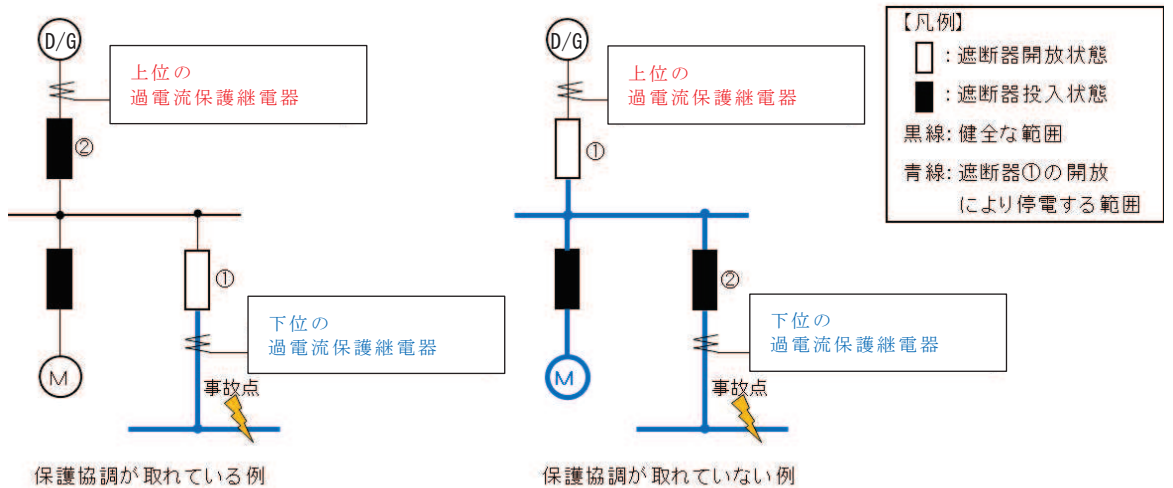 D/G
上位の
過電流保護継電器
②
①
下位の
過電流保護継電器
M
事故点
保護協調が取れている例
D/G
上位の
過電流保護継電器
①
②
下位の
過電流保護継電器
M
事故点
保護協調が取れていない例
【凡例】
：遮断器開放状態
：遮断器投入状態
黒線：健全な範囲
青線：遮断器①の開放
により停電する範囲